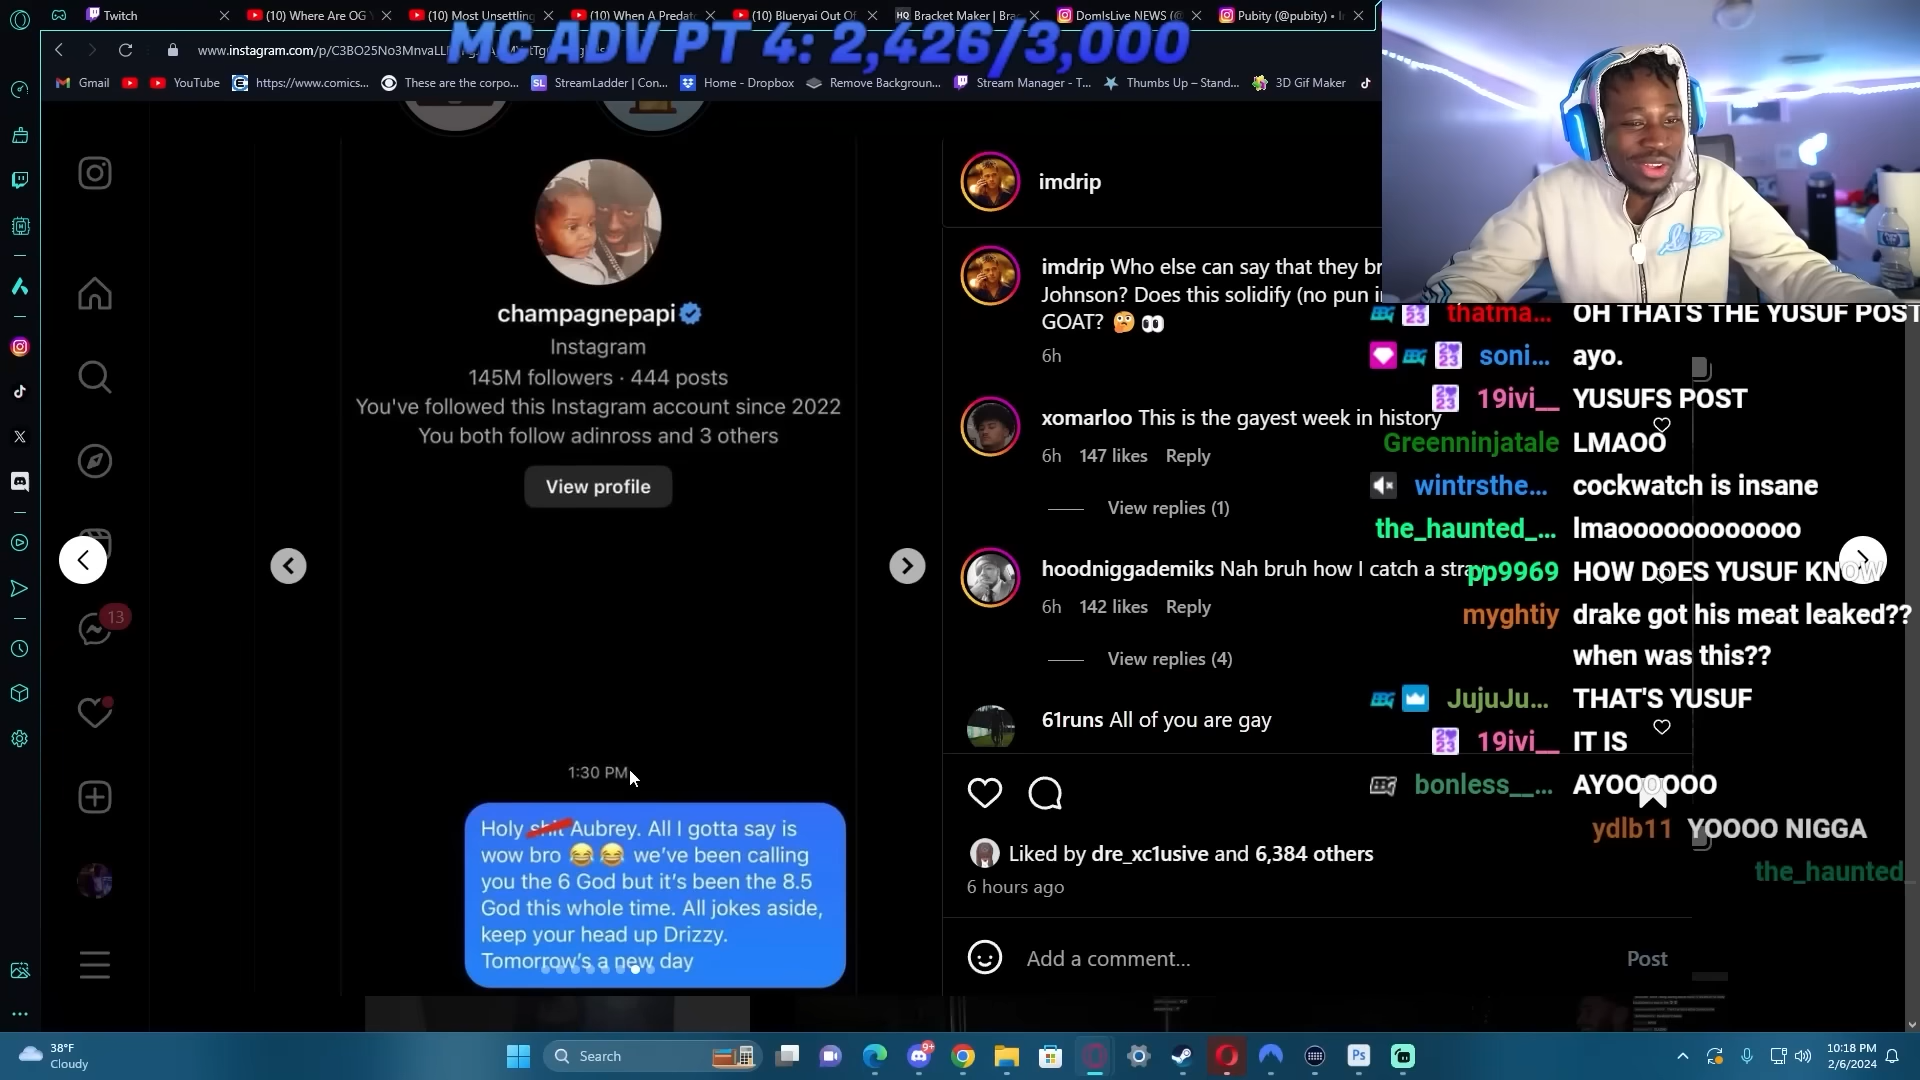 Twitch
(10) Where Are OG
(10) Most Unsettling
(10) When A Predat
(10) Blueryai Out Of
Bracket Maker | Bra
DomIsLive NEWS (@
Pubity (@pubity) •
MC ADV PT 4: 2,426/3,000
Gmail
YouTube
https://www.comics...
These are the corpo...
StreamLadder | Con...
Home - Dropbox
Remove Backgroun...
Stream Manager - T...
Thumbs Up – Stand...
3D Gif Maker
champagnepapi
Instagram
145M followers · 444 posts
You've followed this Instagram account since 2022
You both follow adinross and 3 others
View profile
1:30 PM
Holy shit Aubrey. All I gotta say is
wow bro 😂 😂 we've been calling
you the 6 God but it's been the 8.5
God this whole time. All jokes aside,
keep your head up Drizzy.
Tomorrow's a new day
13
imdrip
imdrip Who else can say that they br
Johnson? Does this solidify (no pun i
GOAT? 🤔 👀
6h
xomarloo This is the gayest week in history
6h 147 likes Reply
View replies (1)
hoodniggademiks Nah bruh how I catch a stray
6h 142 likes Reply
View replies (4)
61runs All of you are gay
Liked by dre_xc1usive and 6,384 others
6 hours ago
Add a comment...
Post
thatma... OH THATS THE YUSUF POST
soni... ayo.
19ivi__ YUSUFS POST
Greenninjatale LMAOO
wintrsthe... cockwatch is insane
the_haunted_... lmaoooooooooooo
pp9969 HOW DOES YUSUF KNOW
myghtiy drake got his meat leaked??
when was this??
JujuJu... THAT'S YUSUF
19ivi__ IT IS
bonless__... AYOOOOOO
ydlb11 YOOOO NIGGA
the_haunted_
38°F
Cloudy
Search
9+
Ps
10:18 PM
2/6/2024